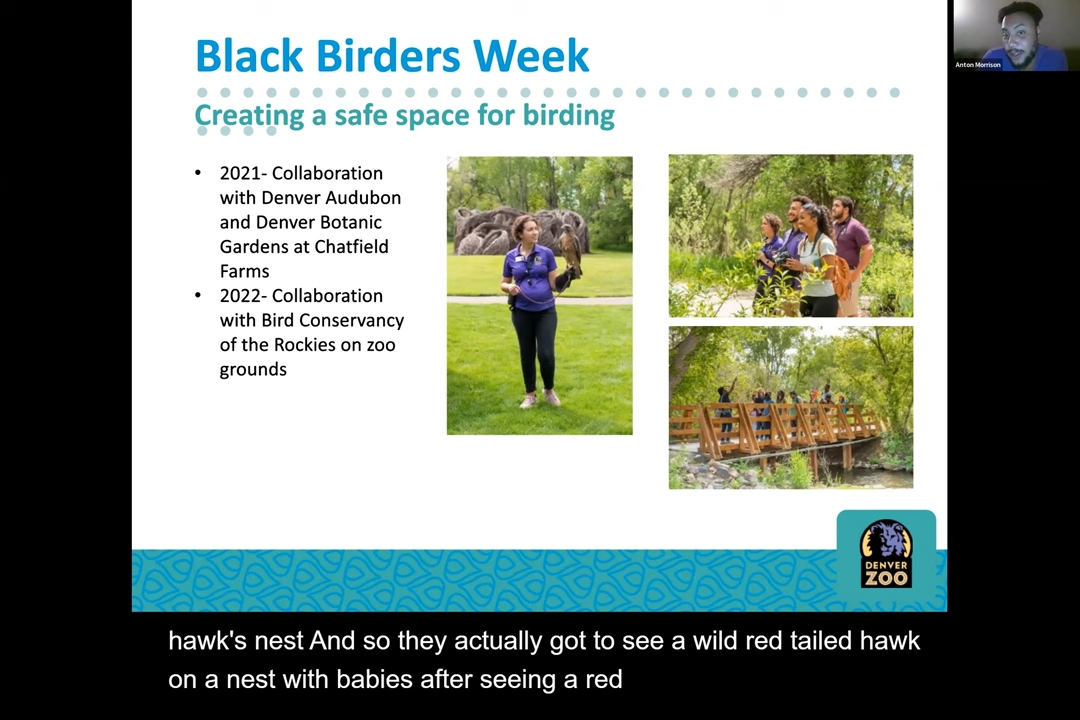 Black Birders Week
Creating a safe space for birding
• 2021- Collaboration
with Denver Audubon
and Denver Botanic
Gardens at Chatfield
Farms
• 2022- Collaboration
with Bird Conservancy
of the Rockies on zoo
grounds
Anton Morrison
DENVER
ZOO
hawk's nest And so they actually got to see a wild red tailed hawk
on a nest with babies after seeing a red